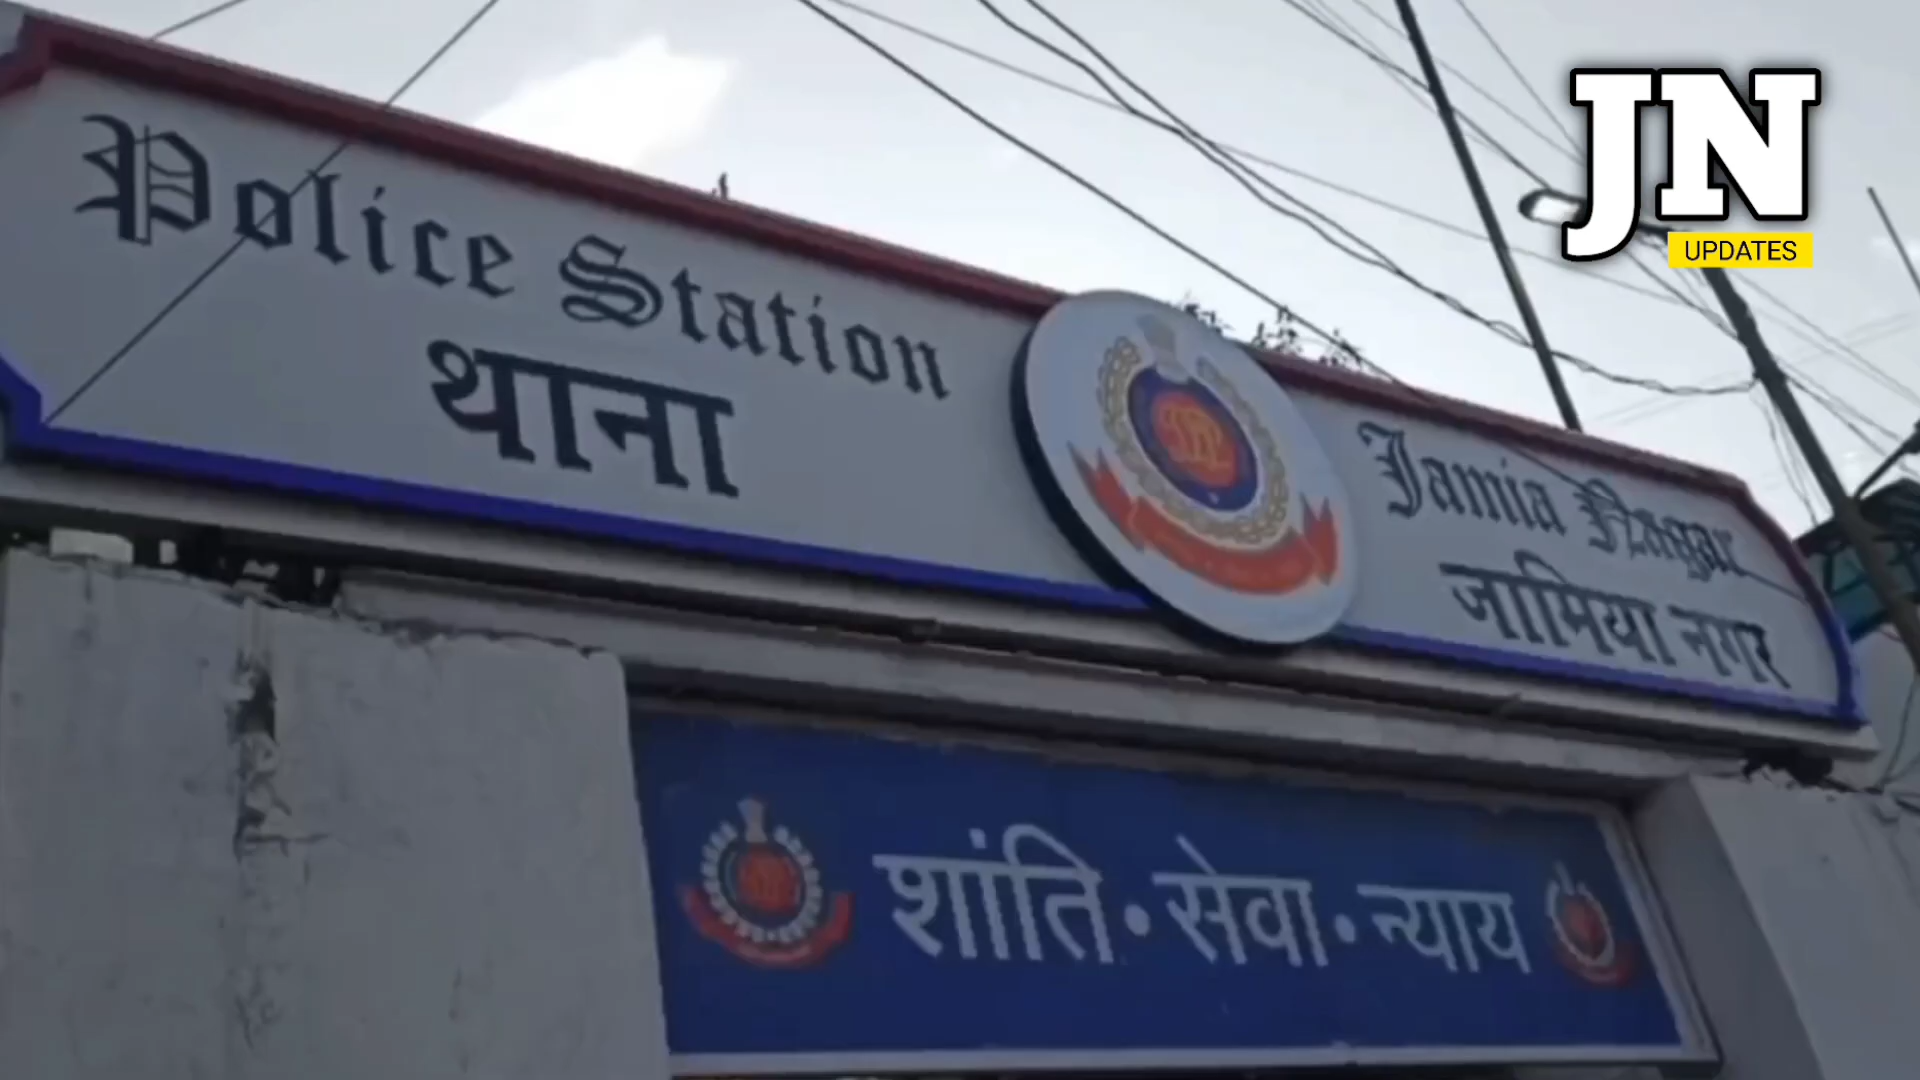 JN
UPDATES
Police Station
थाना
Jamia Nagar
जामिया नगर
शांति • सेवा • न्याय